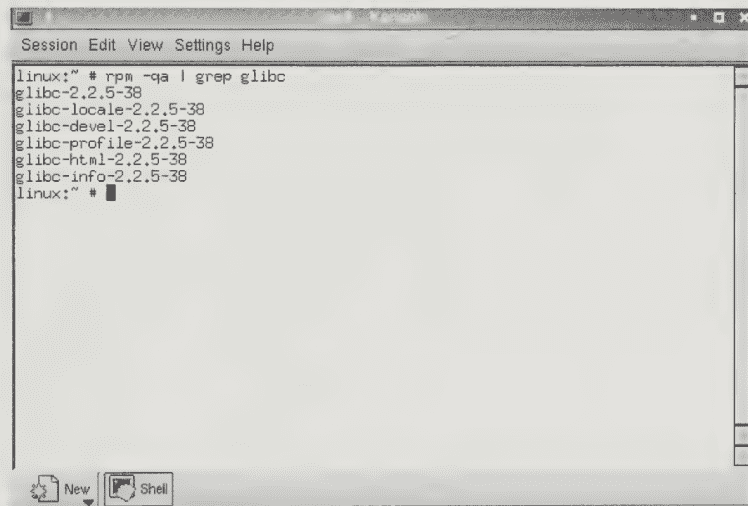 Session Edit View Settings Help
linux:~ # rpm -qa | grep glibc
glibc-2.2.5-38
glibc-locale-2.2.5-38
glibc-devel-2.2.5-38
glibc-profile-2.2.5-38
glibc-html-2.2.5-38
glibc-info-2.2.5-38
linux:~ #
New
Shell